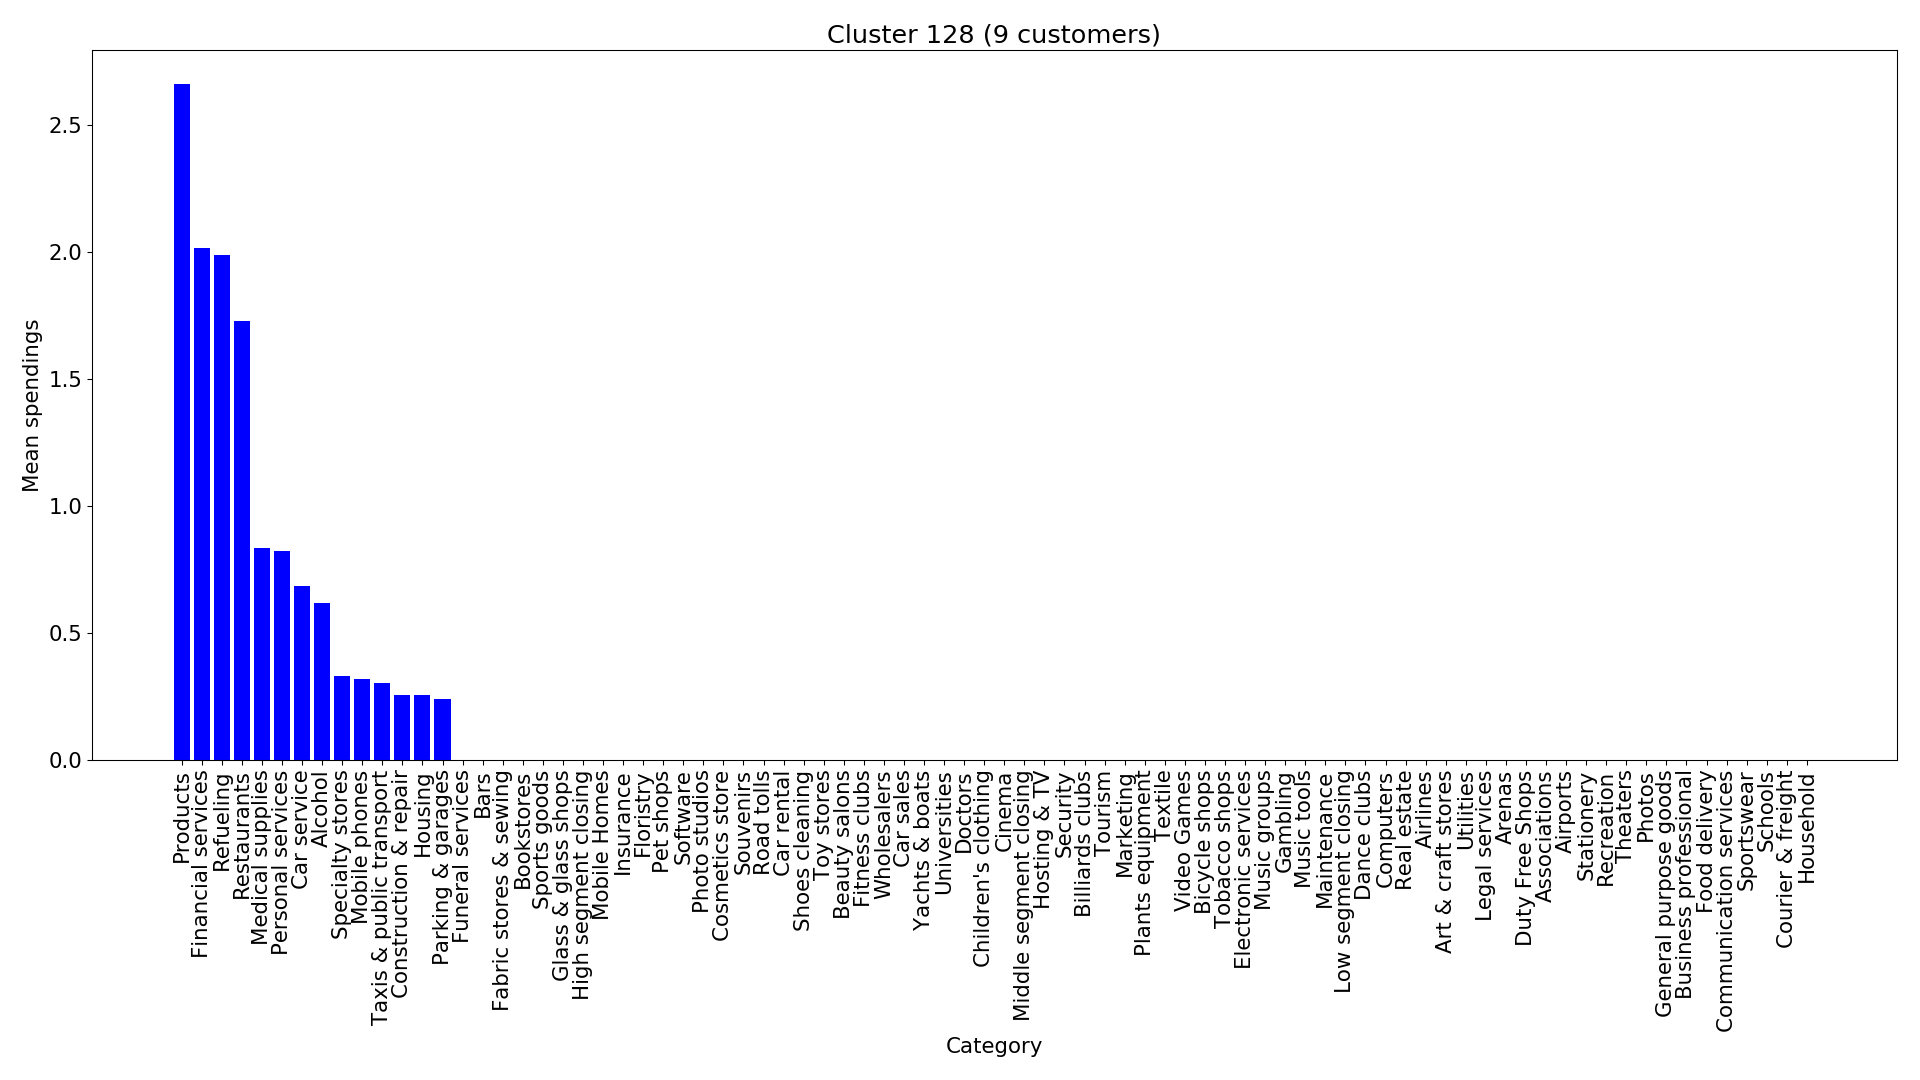 Cluster 128 (9 customers)
2.5
2.0
1.5
1.0
0.5
0.0
Mean spendings
Products
Financial services
Refueling
Restaurants
Medical supplies
Personal services
Car service
Alcohol
Specialty stores
Mobile phones
Taxis & public transport
Construction & repair
Housing
Parking & garages
Funeral services
Bars
Fabric stores & sewing
Bookstores
Sports goods
Glass & glass shops
High segment closing
Mobile Homes
Insurance
Floristry
Pet shops
Software
Photo studios
Cosmetics store
Souvenirs
Road tolls
Car rental
Shoes cleaning
Toy stores
Beauty salons
Fitness clubs
Wholesalers
Car sales
Yachts & boats
Universities
Doctors
Children's clothing
Cinema
Middle segment closing
Hosting & TV
Security
Billiards clubs
Tourism
Marketing
Plants equipment
Textile
Video Games
Bicycle shops
Tobacco shops
Electronic services
Music groups
Gambling
Music tools
Maintenance
Low segment closing
Dance clubs
Computers
Real estate
Airlines
Art & craft stores
Utilities
Legal services
Arenas
Duty Free Shops
Associations
Airports
Stationery
Recreation
Theaters
Photos
General purpose goods
Business professional
Food delivery
Communication services
Sportswear
Schools
Courier & freight
Household
Category